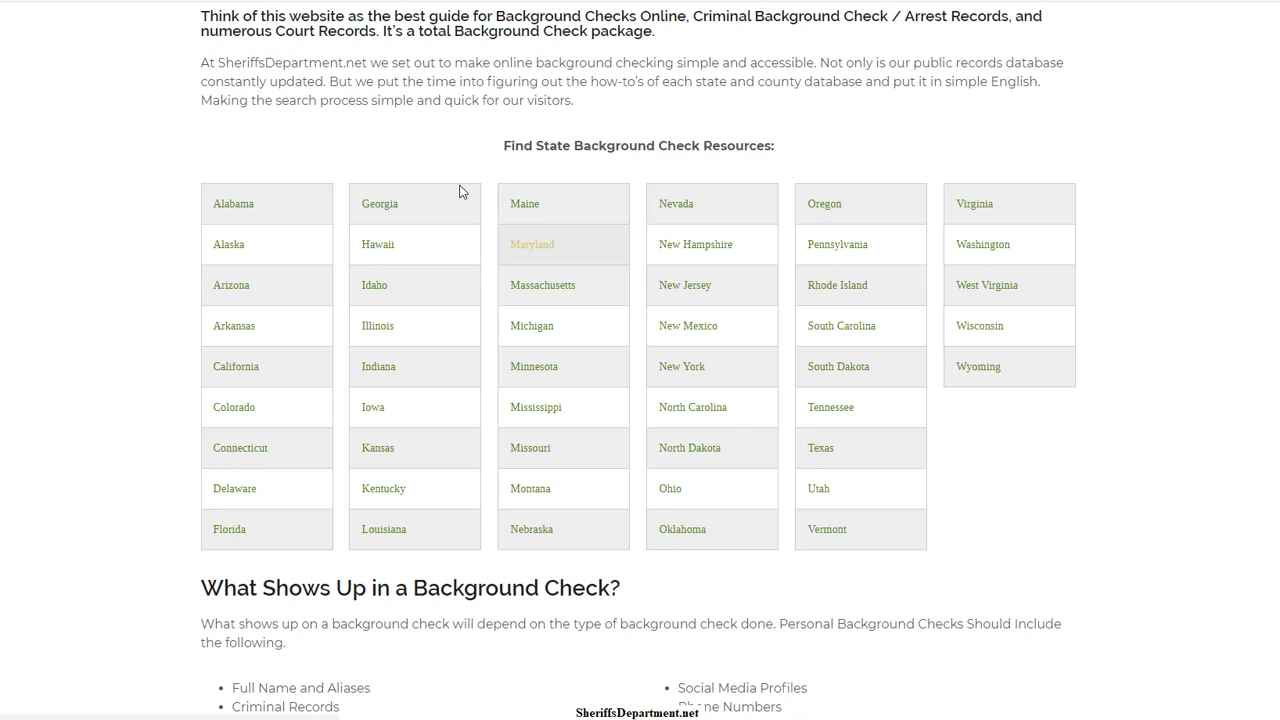 Think of this website as the best guide for Background Checks Online, Criminal Background Check / Arrest Records, and
numerous Court Records. It's a total Background Check package.
At SheriffsDepartment.net we set out to make online background checking simple and accessible. Not only is our public records database
constantly updated. But we put the time into figuring out the how-to's of each state and county database and put it in simple English.
Making the search process simple and quick for our visitors.
Find State Background Check Resources:
Alabama
Alaska
Arizona
Arkansas
California
Colorado
Connecticut
Delaware
Florida
Georgia
Hawaii
Idaho
Illinois
Indiana
Iowa
Kansas
Kentucky
Louisiana
Maine
Maryland
Massachusetts
Michigan
Minnesota
Mississippi
Missouri
Montana
Nebraska
Nevada
New Hampshire
New Jersey
New Mexico
New York
North Carolina
North Dakota
Ohio
Oklahoma
Oregon
Pennsylvania
Rhode Island
South Carolina
South Dakota
Tennessee
Texas
Utah
Vermont
Virginia
Washington
West Virginia
Wisconsin
Wyoming
What Shows Up in a Background Check?
What shows up on a background check will depend on the type of background check done. Personal Background Checks Should Include
the following.
• Full Name and Aliases
• Criminal Records
• Social Media Profiles
• Phone Numbers
SheriffsDepartment.net